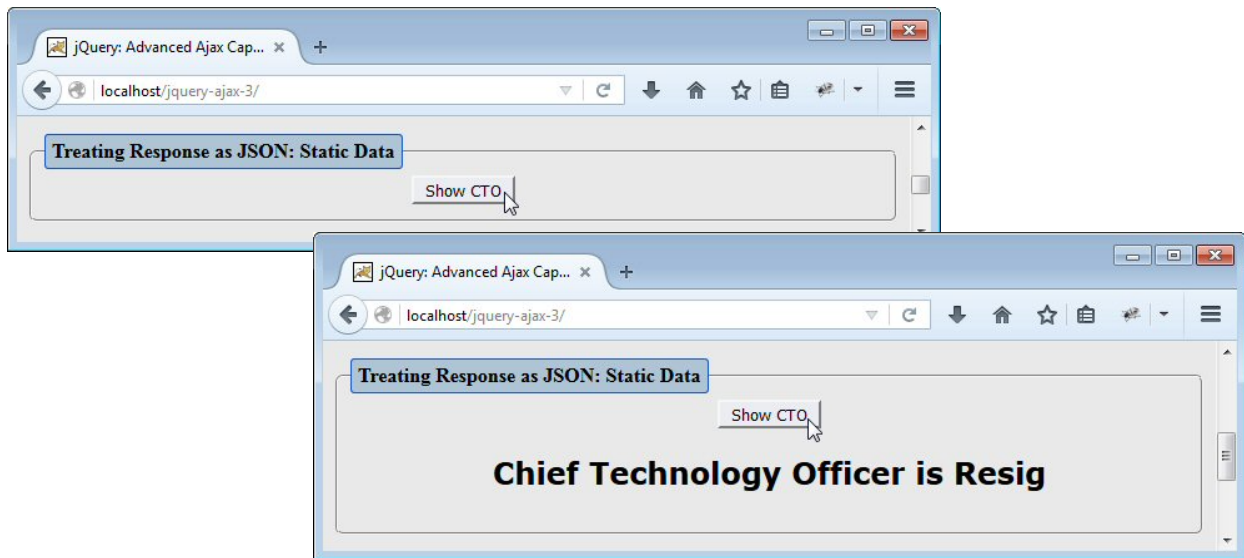 jQuery: Advanced Ajax Cap...
localhost/jquery-ajax-3/
Treating Response as JSON: Static Data
Show CTO
jQuery: Advanced Ajax Cap...
localhost/jquery-ajax-3/
Treating Response as JSON: Static Data
Show CTO
Chief Technology Officer is Resig